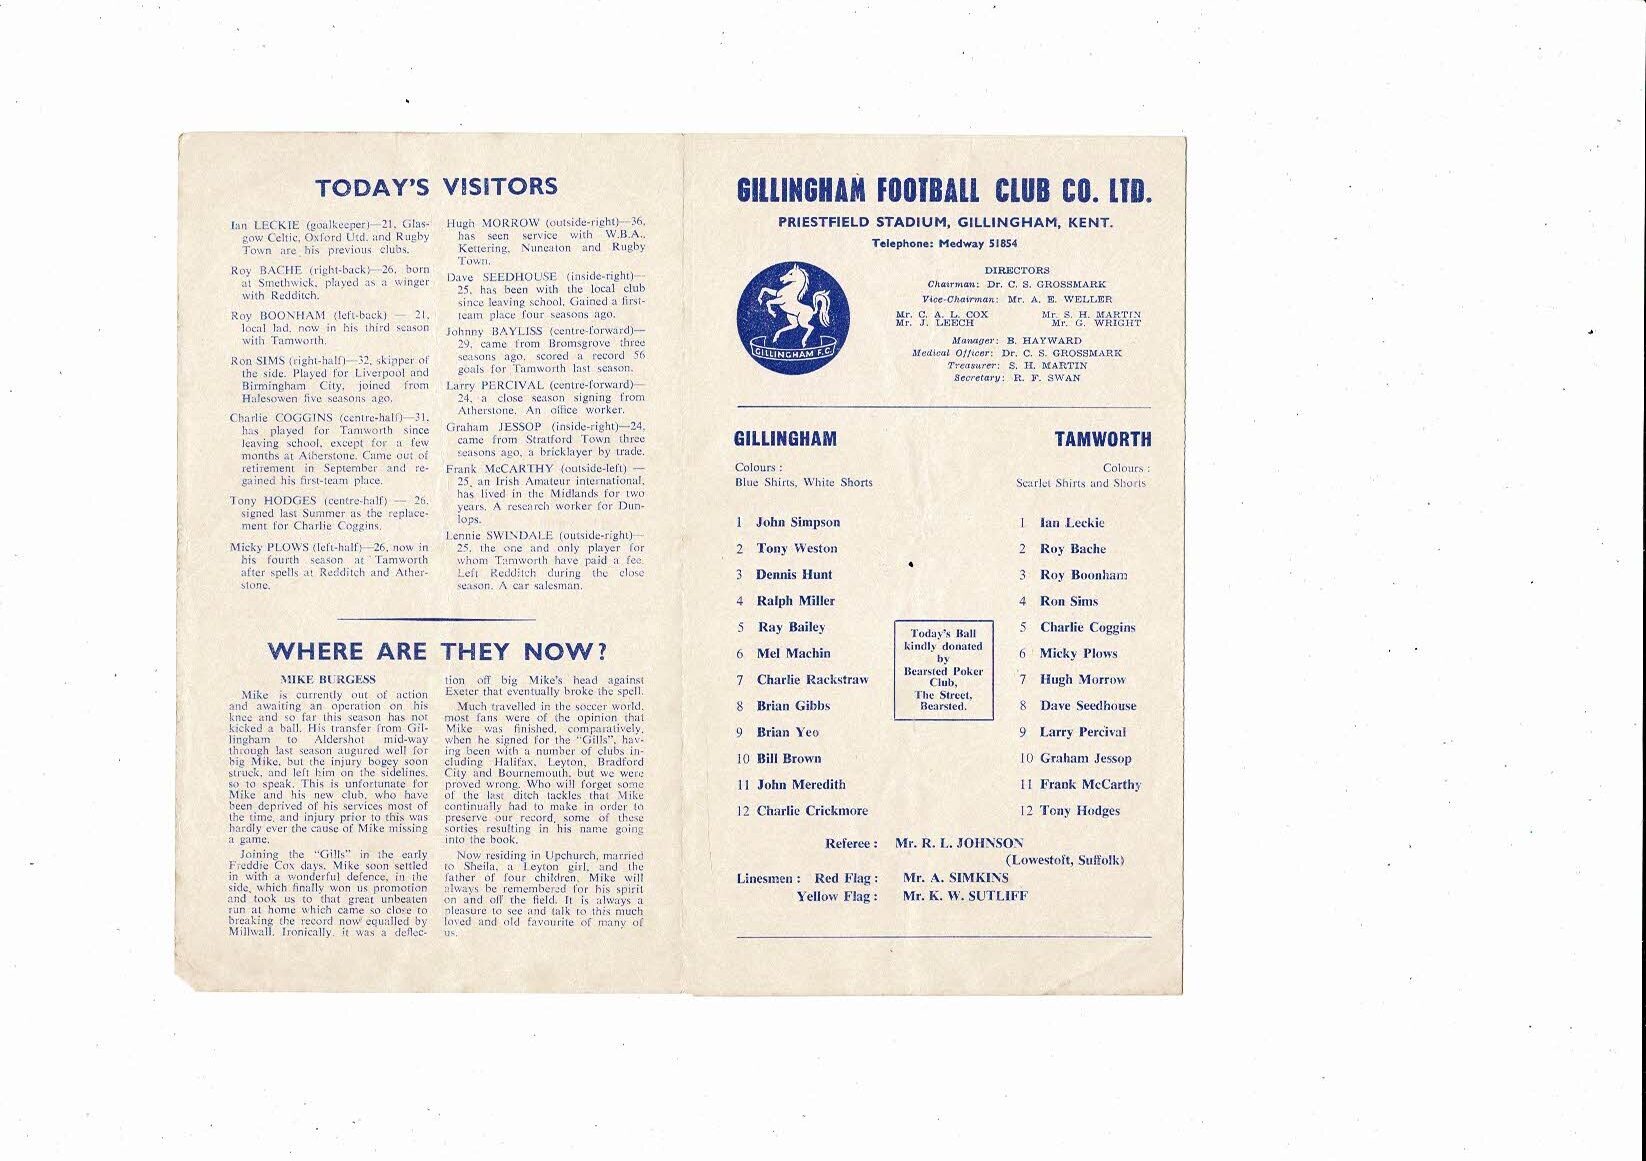 TODAY'S VISITORS
Ian LECKIE (goalkeeper)—21, Glas-
gow Celtic, Oxford Utd. and Rugby
Town are his previous clubs.
Roy BACHE (right-back)—26, born
at Smethwick, played as a winger
with Redditch.
Roy BOONHAM (left-back) — 21,
local lad, now in his third season
with Tamworth.
Ron SIMS (right-half)—32, skipper of
the side. Played for Liverpool and
Birmingham City, joined from
Halesowen five seasons ago.
Charlie COGGINS (centre-half)—31,
has played for Tamworth since
leaving school, except for a few
months at Atherstone. Came out of
retirement in September and re-
gained his first-team place.
Tony HODGES (centre-half) — 26,
signed last Summer as the replace-
ment for Charlie Coggins.
Micky PLOWS (left-half)—26, now in
his fourth season at Tamworth
after spells at Redditch and Ather-
stone.
Hugh MORROW (outside-right)—36,
has seen service with W.B.A.,
Kettering, Nuneaton and Rugby
Town.
Dave SEEDHOUSE (inside-right)—
25, has been with the local club
since leaving school. Gained a first-
team place four seasons ago.
Johnny BAYLISS (centre-forward)—
29, came from Bromsgrove three
seasons ago, scored a record 56
goals for Tamworth last season.
Larry PERCIVAL (centre-forward)—
24, a close season signing from
Atherstone. An office worker.
Graham JESSOP (inside-right)—24,
came from Stratford Town three
seasons ago, a bricklayer by trade.
Frank McCARTHY (outside-left) —
25, an Irish Amateur international,
has lived in the Midlands for two
years. A research worker for Dun-
lops.
Lennie SWINDALE (outside-right)—
25, the one and only player for
whom Tamworth have paid a fee.
Left Redditch during the close
season. A car salesman.
WHERE ARE THEY NOW?
MIKE BURGESS
Mike is currently out of action
and awaiting an operation on his
knee and so far this season has not
kicked a ball. His transfer from Gil-
lingham to Aldershot mid-way
through last season augured well for
big Mike, but the injury bogey soon
struck, and left him on the sidelines,
so to speak. This is unfortunate for
Mike and his new club, who have
been deprived of his services most of
the time, and injury prior to this was
hardly ever the cause of Mike missing
a game.
Joining the "Gills" in the early
Freddie Cox days, Mike soon settled
in with a wonderful defence, in the
side, which finally won us promotion
and took us to that great unbeaten
run at home which came so close to
breaking the record now equalled by
Millwall. Ironically, it was a deflec-
tion off big Mike's head against
Exeter that eventually broke the spell.
Much travelled in the soccer world,
most fans were of the opinion that
Mike was finished, comparatively,
when he signed for the "Gills", hav-
ing been with a number of clubs in-
cluding Halifax, Leyton, Bradford
City and Bournemouth, but we were
proved wrong. Who will forget some
of the last ditch tackles that Mike
continually had to make in order to
preserve our record, some of these
sorties resulting in his name going
into the book.
Now residing in Upchurch, married
to Sheila, a Leyton girl, and the
father of four children, Mike will
always be remembered for his spirit
on and off the field. It is always a
pleasure to see and talk to this much
loved and old favourite of many of
us.
GILLINGHAM FOOTBALL CLUB CO. LTD.
PRIESTFIELD STADIUM, GILLINGHAM, KENT.
Telephone: Medway 51854
GILLINGHAM F.C.
DIRECTORS
Chairman: Dr. C. S. GROSSMARK
Vice-Chairman: Mr. A. E. WELLER
Mr. C. A. L. COX Mr. S. H. MARTIN
Mr. J. LEECH Mr. G. WRIGHT
Manager: B. HAYWARD
Medical Officer: Dr. C. S. GROSSMARK
Treasurer: S. H. MARTIN
Secretary: R. F. SWAN
GILLINGHAM TAMWORTH
Colours : Colours :
Blue Shirts, White Shorts Scarlet Shirts and Shorts
1 John Simpson 1 Ian Leckie
2 Tony Weston 2 Roy Bache
3 Dennis Hunt 3 Roy Boonham
4 Ralph Miller 4 Ron Sims
5 Ray Bailey 5 Charlie Coggins
6 Mel Machin 6 Micky Plows
7 Charlie Rackstraw 7 Hugh Morrow
8 Brian Gibbs 8 Dave Seedhouse
9 Brian Yeo 9 Larry Percival
10 Bill Brown 10 Graham Jessop
11 John Meredith 11 Frank McCarthy
12 Charlie Crickmore 12 Tony Hodges
Today's Ball
kindly donated
by
Bearsted Poker
Club,
The Street,
Bearsted.
Referee : Mr. R. L. JOHNSON
(Lowestoft, Suffolk)
Linesmen : Red Flag : Mr. A. SIMKINS
Yellow Flag : Mr. K. W. SUTLIFF